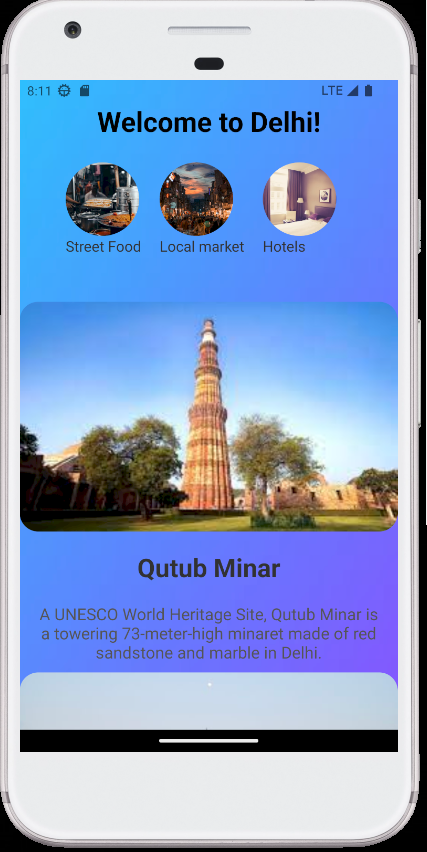 8:11 LTE
Welcome to Delhi!
Street Food Local market Hotels
Qutub Minar
A UNESCO World Heritage Site, Qutub Minar is
a towering 73-meter-high minaret made of red
sandstone and marble in Delhi.